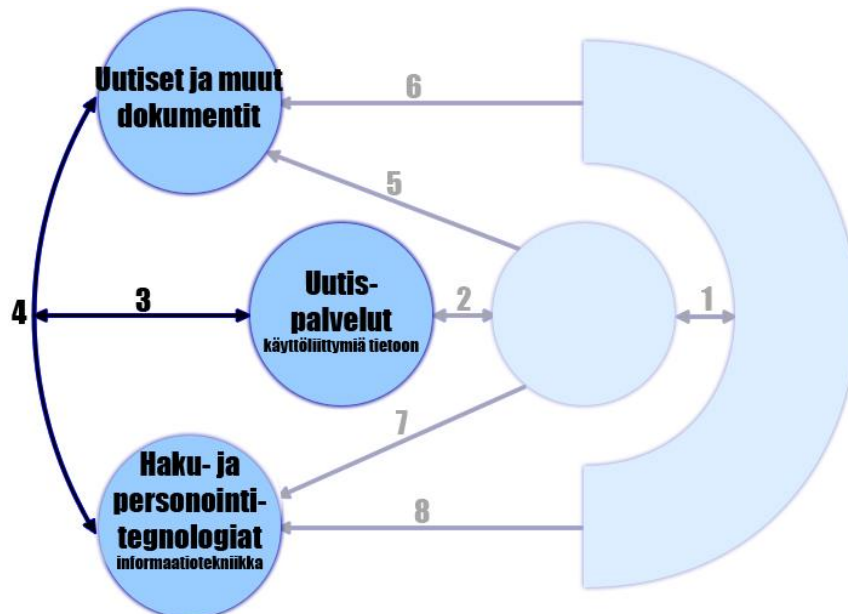 Uutiset ja muut
dokumentit
6
5
4
3
Uutis-
palvelut
käyttöliittymiä tietoon
2
1
7
Haku- ja
personointi-
tegnologiat
informaatiotekniikka
8